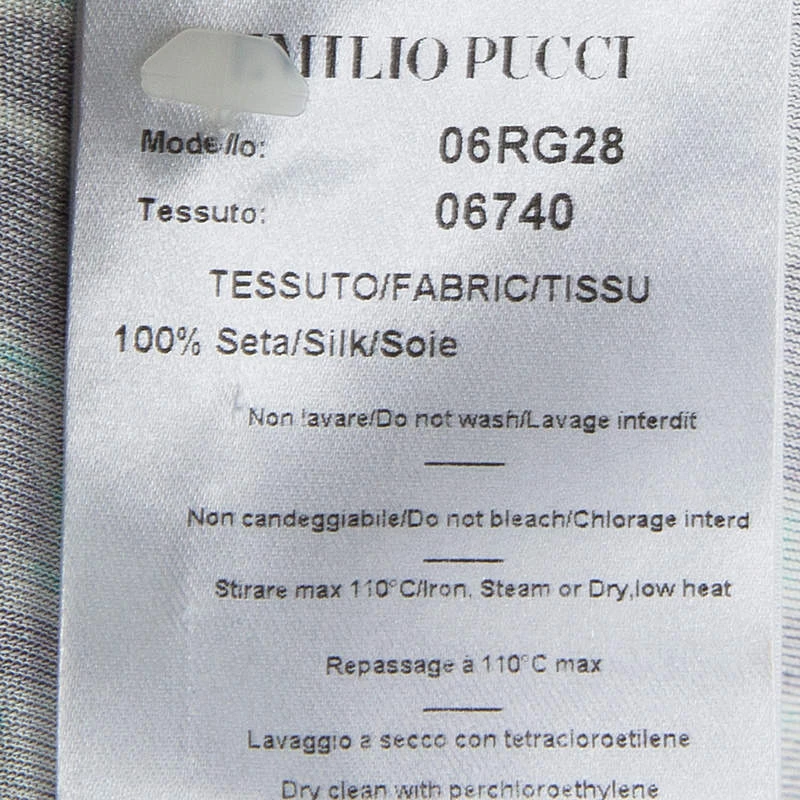 EMILIO PUCCI
Modello: 06RG28
Tessuto: 06740
TESSUTO/FABRIC/TISSU
100% Seta/Silk/Soie
Non lavare/Do not wash/Lavage interdit
Non candeggiabile/Do not bleach/Chlorage interd
Stirare max 110°C/Iron, Steam or Dry,low heat
Repassage à 110°C max
Lavaggio a secco con tetracloroetilene
Dry clean with perchloroethylene